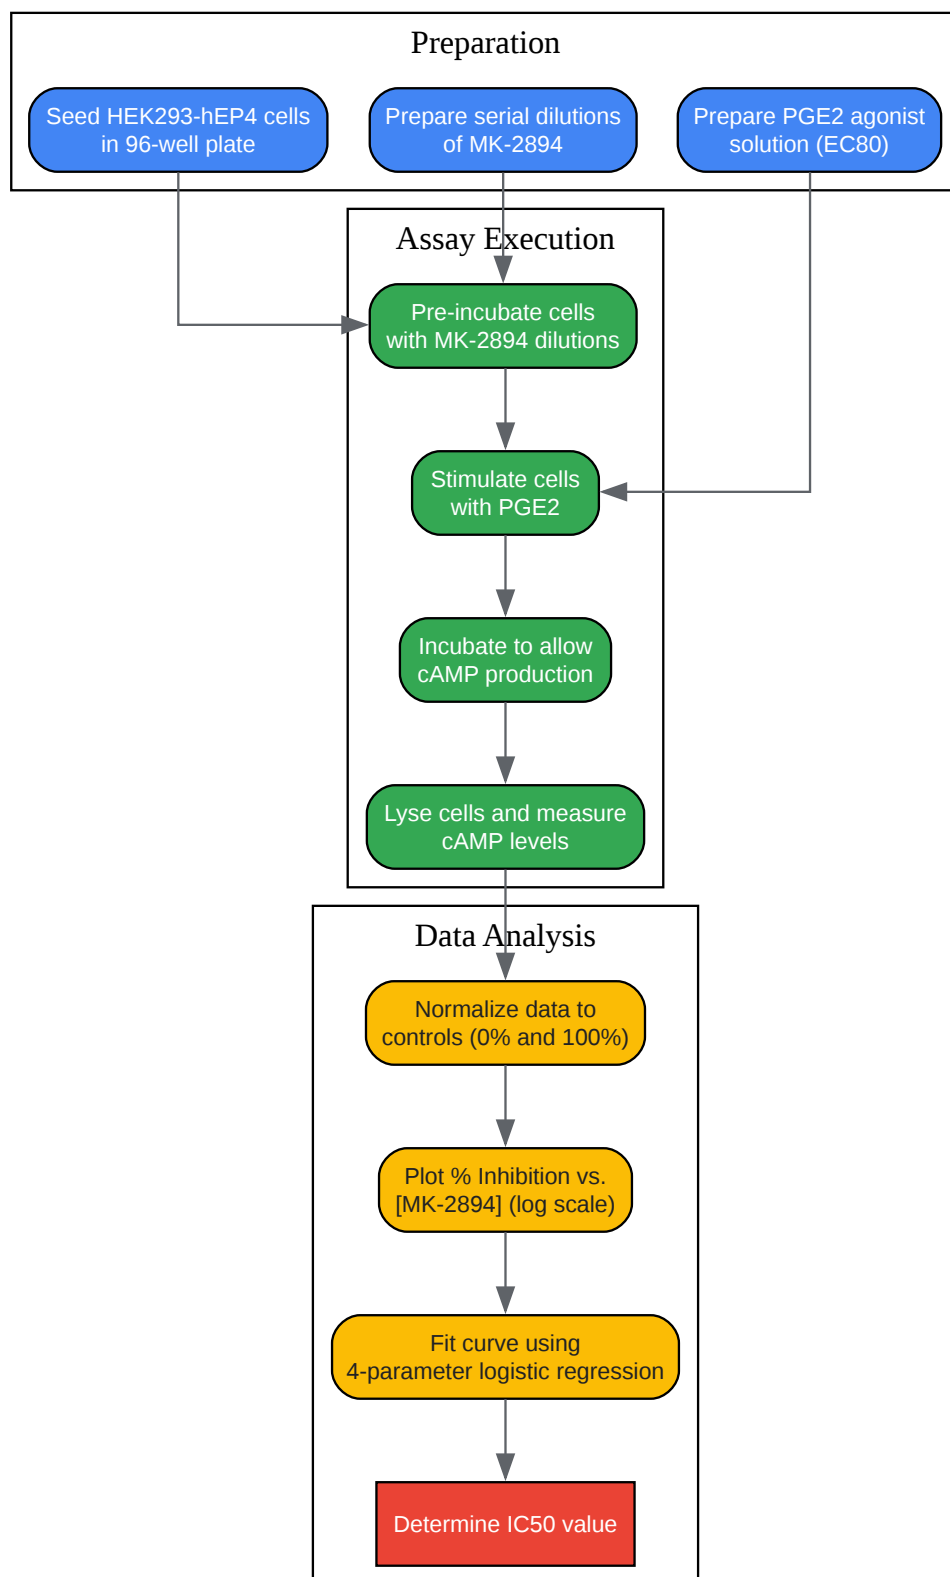 Preparation
Seed HEK293-hEP4 cells
in 96-well plate
Prepare serial dilutions
of MK-2894
Prepare PGE2 agonist
solution (EC80)
Assay Execution
Pre-incubate cells
with MK-2894 dilutions
Stimulate cells
with PGE2
Incubate to allow
cAMP production
Lyse cells and measure
cAMP levels
Data Analysis
Normalize data to
controls (0% and 100%)
Plot % Inhibition vs.
[MK-2894] (log scale)
Fit curve using
4-parameter logistic regression
Determine IC50 value